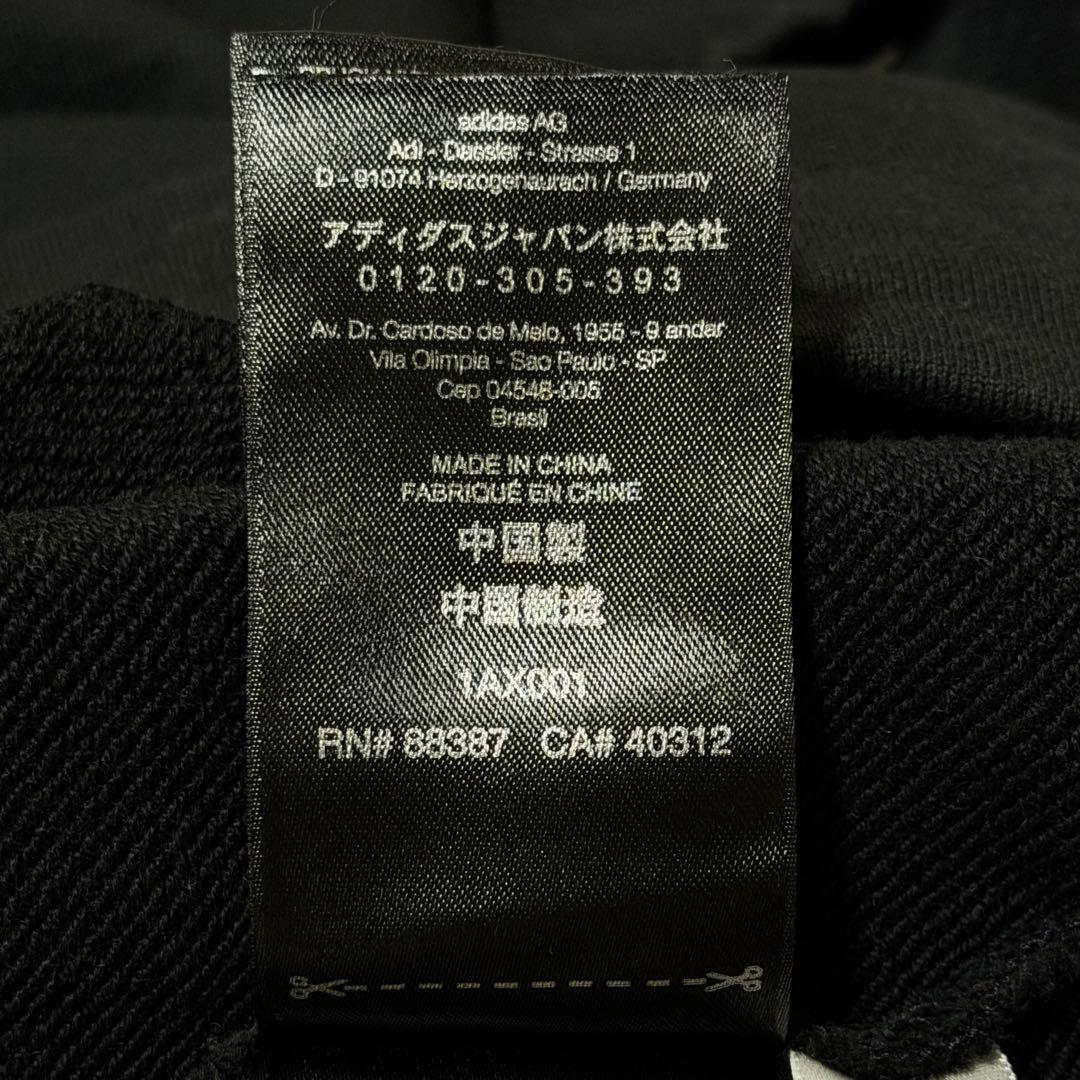 adidas AG
Adi - Dassler - Strasse 1
D - 91074 Herzogenaurach / Germany
アディダスジャパン株式会社
0120-305-393
Av. Dr. Cardoso de Melo, 1955 - 9 andar
Vila Olimpia - Sao Paulo - SP
Cep 04548-005
Brasil
MADE IN CHINA
FABRIQUÉ EN CHINE
中国製
中國製造
1AX001
RN# 88387 CA# 40312